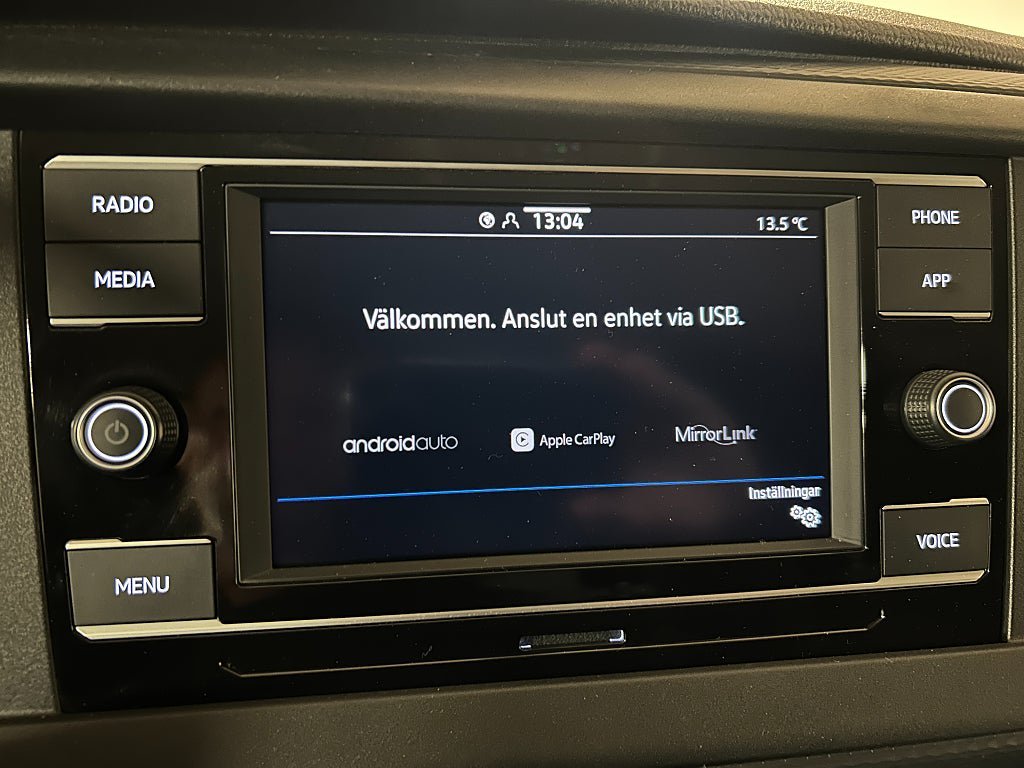 RADIO
MEDIA
13:04
13.5 °C
PHONE
APP
Välkommen. Anslut en enhet via USB.
androidauto
Apple CarPlay
MirrorLink
Inställningar
MENU
VOICE